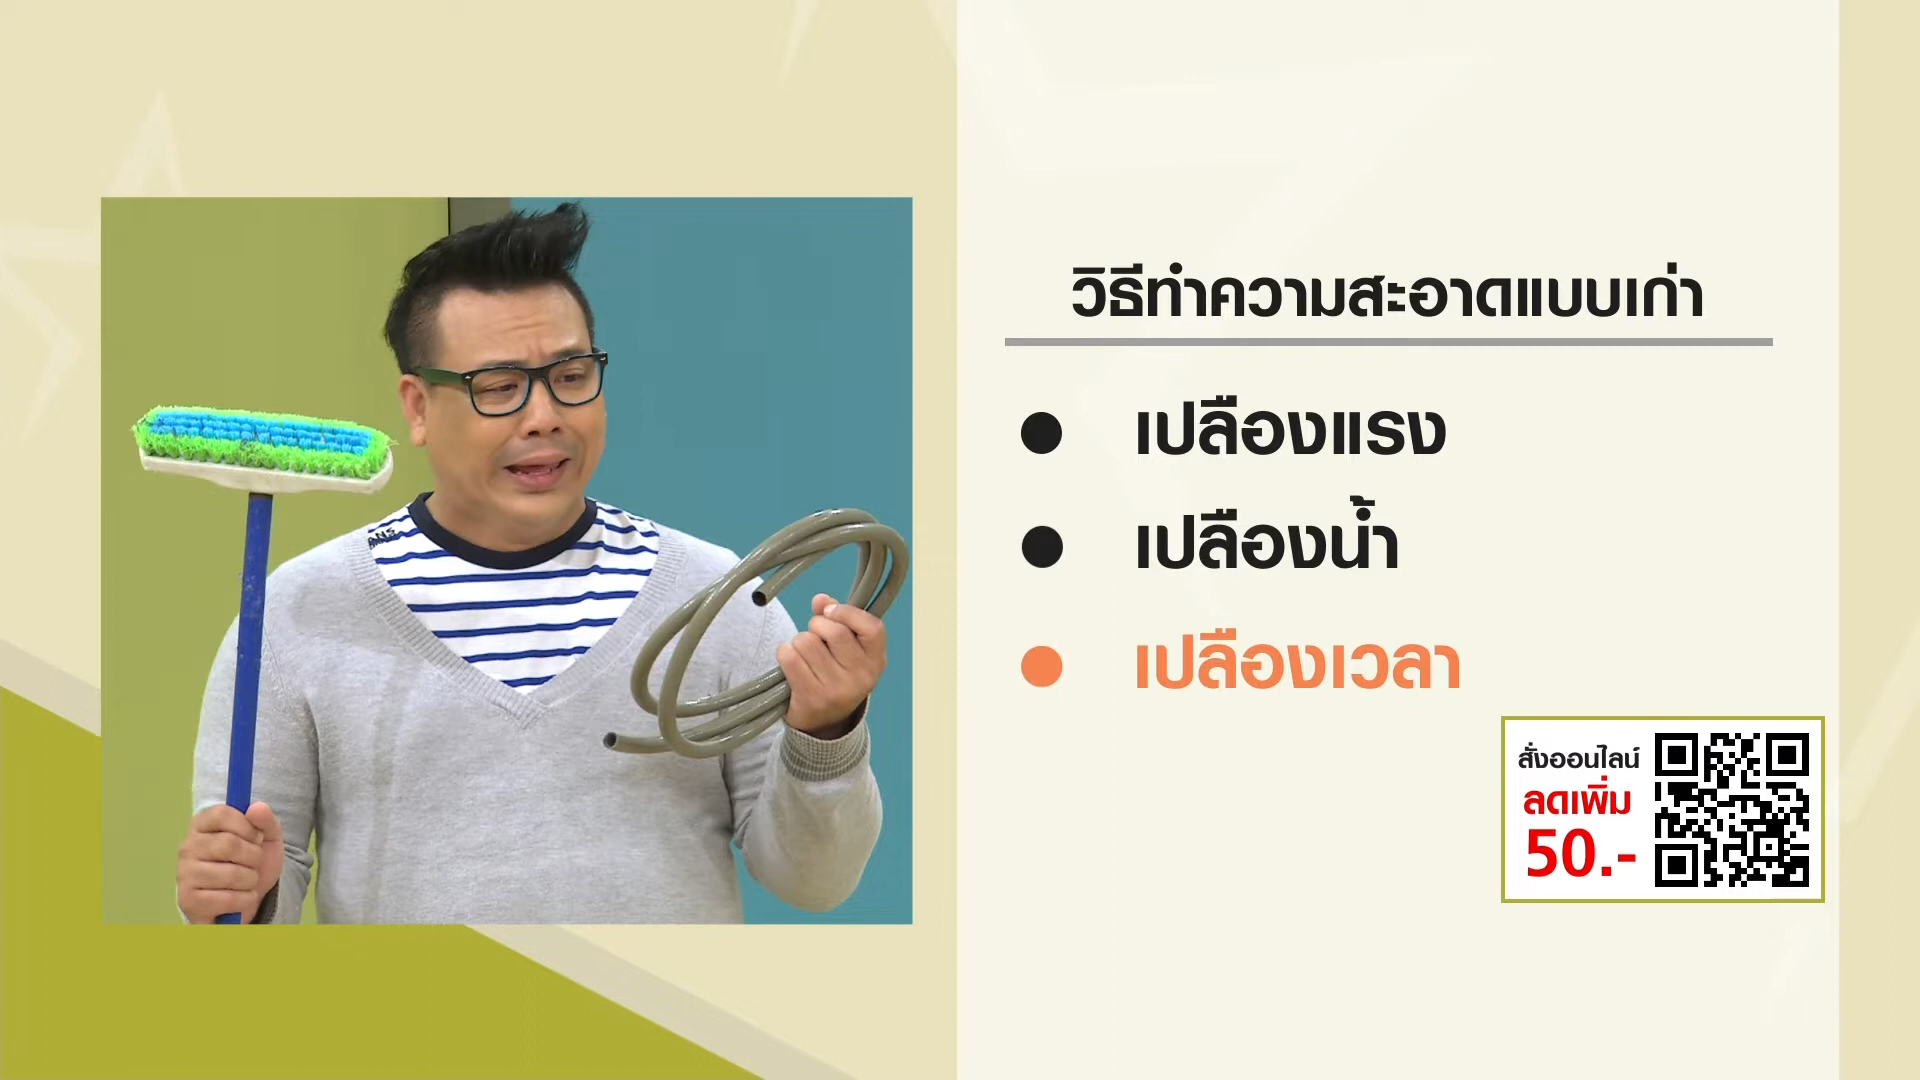 วิธีทำความสะอาดแบบเก่า
● เปลืองแรง
● เปลืองน้ำ
● เปลืองเวลา
สั่งออนไลน์
ลดเพิ่ม
50.-